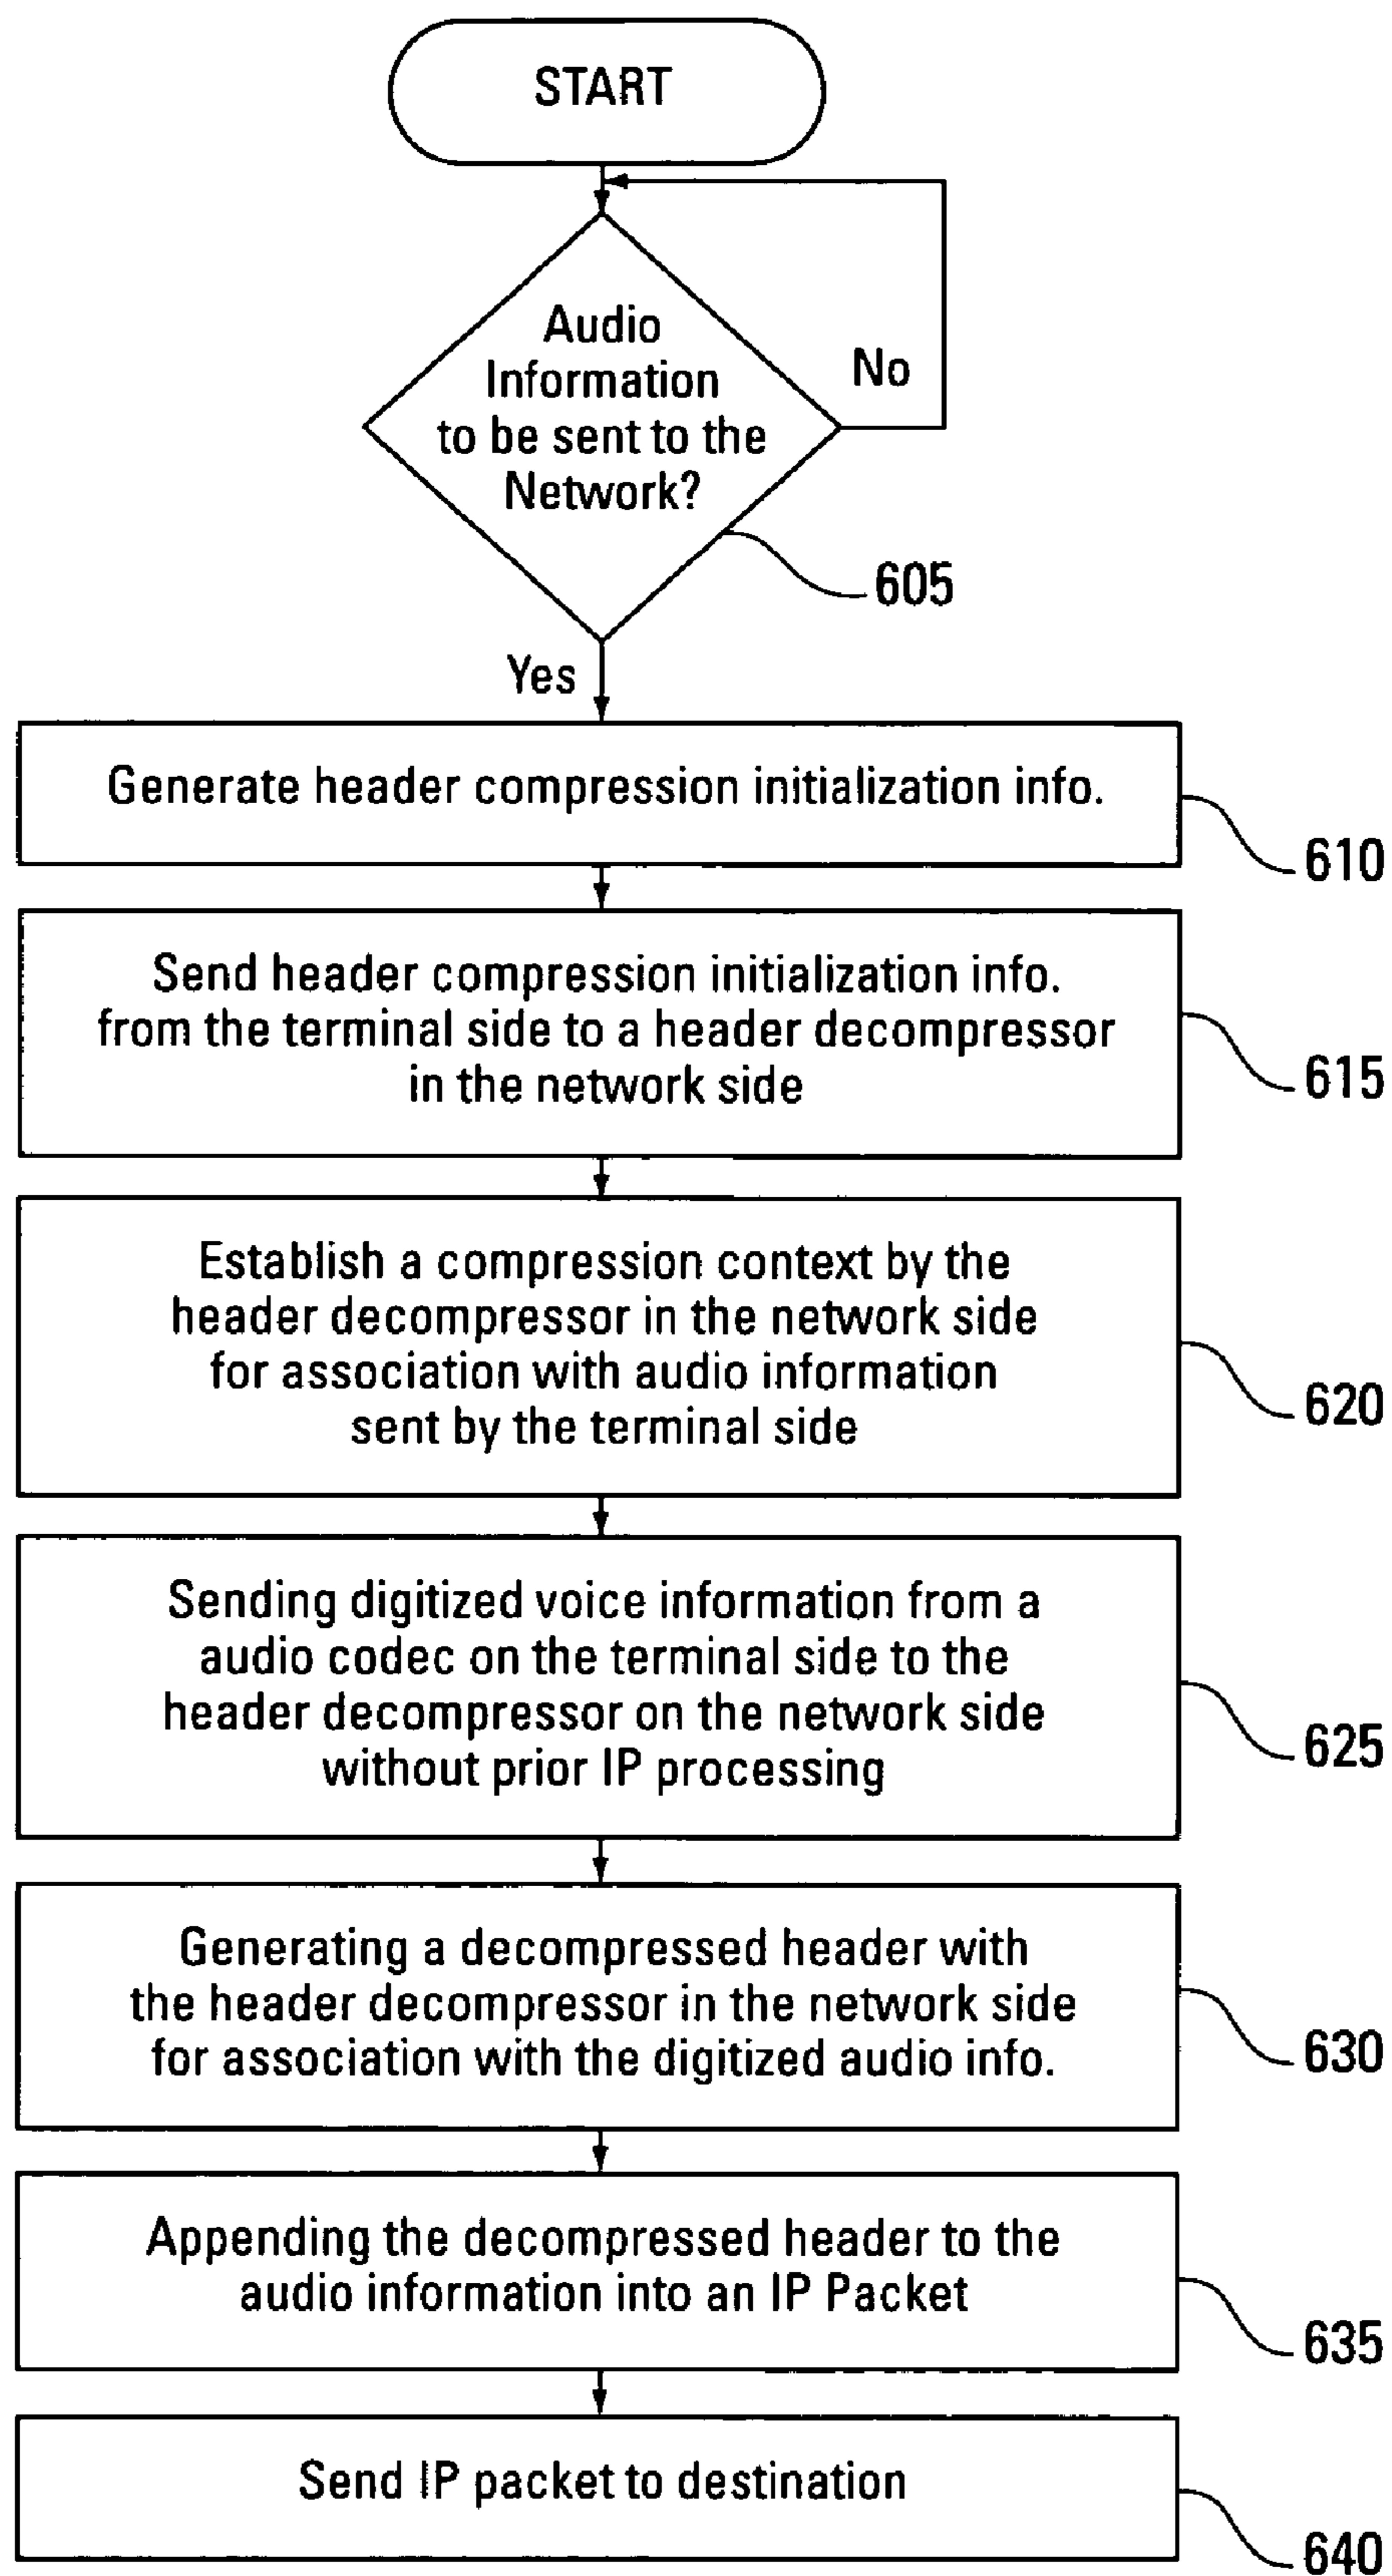 START
Audio
Information
to be sent to the
Network?
No
605
Yes
Generate header compression initialization info.
610
Send header compression initialization info.
from the terminal side to a header decompressor
in the network side
615
Establish a compression context by the
header decompressor in the network side
for association with audio information
sent by the terminal side
620
Sending digitized voice information from a
audio codec on the terminal side to the
header decompressor on the network side
without prior IP processing
625
Generating a decompressed header with
the header decompressor in the network side
for association with the digitized audio info.
630
Appending the decompressed header to the
audio information into an IP Packet
635
Send IP packet to destination
640